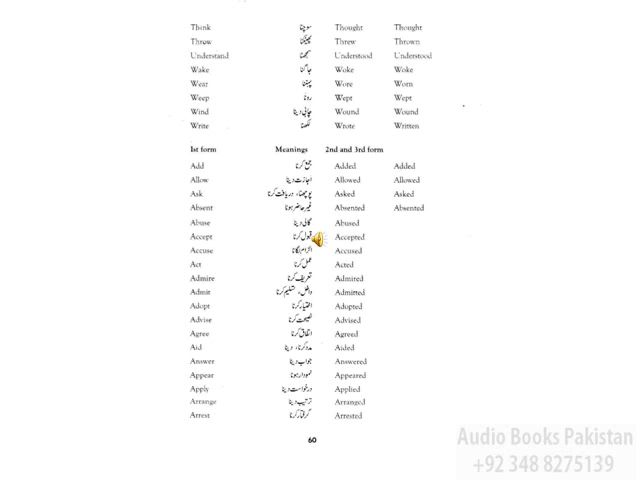 Think سوچنا Thought Thought
Throw پھینکنا Threw Thrown
Understand سمجھنا Understood Understood
Wake جاگنا Woke Woke
Wear پہننا Wore Worn
Weep رونا Wept Wept
Wind چابی دینا Wound Wound
Write لکھنا Wrote Written
1st form Meanings 2nd and 3rd form
Add جمع کرنا Added Added
Allow اجازت دینا Allowed Allowed
Ask پوچھنا، دریافت کرنا Asked Asked
Absent غیر حاضر ہونا Absented Absented
Abuse گالی دینا Abused
Accept قبول کرنا Accepted
Accuse الزام لگانا Accused
Act عمل کرنا Acted
Admire تعریف کرنا Admired
Admit داخل، تسلیم کرنا Admitted
Adopt اختیار کرنا Adopted
Advise نصیحت کرنا Advised
Agree اتفاق کرنا Agreed
Aid مدد کرنا، دینا Aided
Answer جواب دینا Answered
Appear نمودار ہونا Appeared
Apply درخواست دینا Applied
Arrange ترتیب دینا Arranged
Arrest گرفتار کرنا Arrested
60
Audio Books Pakistan
+92 348 8275139